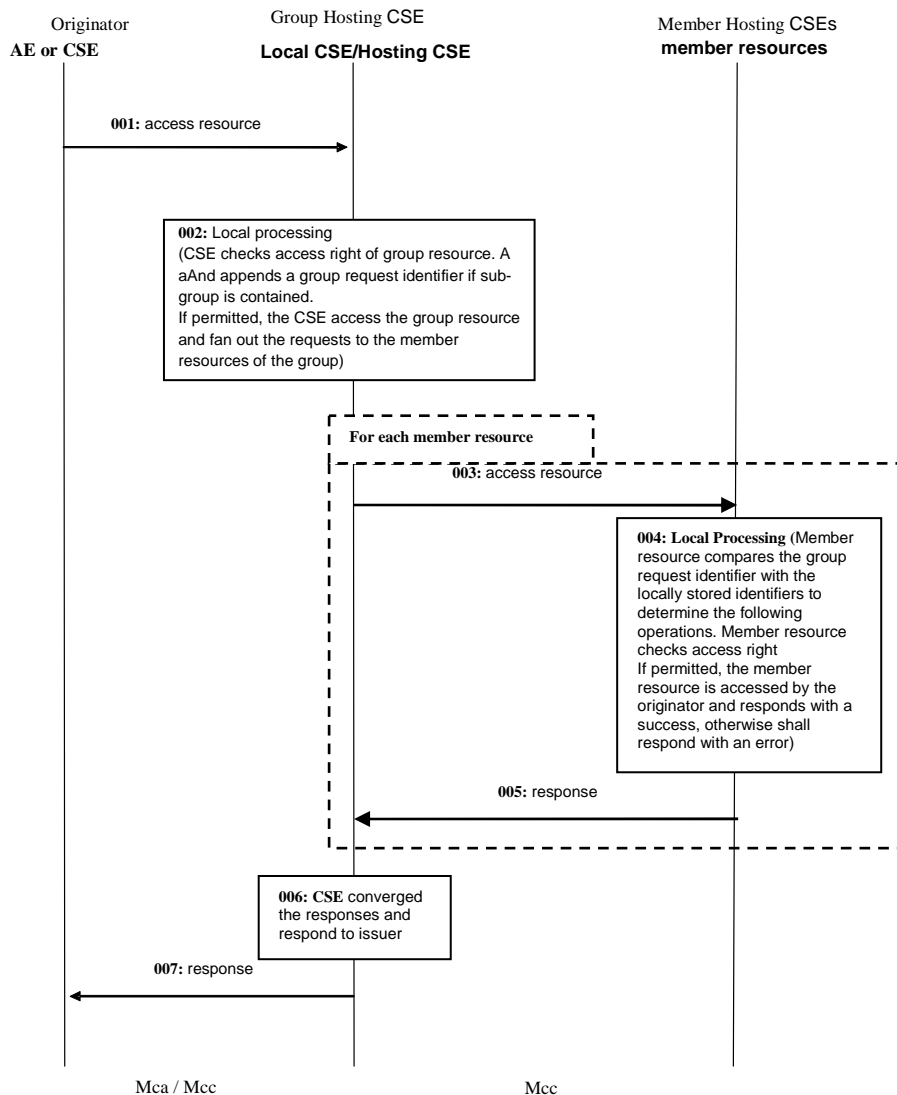 Originator
AE or CSE
Group Hosting CSE
Local CSE/Hosting CSE
Member Hosting CSEs
member resources
001: access resource
002: Local processing
(CSE checks access right of group resource. A
aAnd appends a group request identifier if sub-
group is contained.
If permitted, the CSE access the group resource
and fan out the requests to the member
resources of the group)
For each member resource
003: access resource
004: Local Processing (Member
resource compares the group
request identifier with the
locally stored identifiers to
determine the following
operations. Member resource
checks access right
If permitted, the member
resource is accessed by the
originator and responds with a
success, otherwise shall
respond with an error)
005: response
006: CSE converged
the responses and
respond to issuer
007: response
Mca / Mcc
Mcc